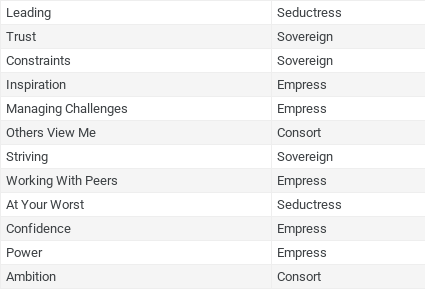 Leading Seductress
Trust Sovereign
Constraints Sovereign
Inspiration Empress
Managing Challenges Empress
Others View Me Consort
Striving Sovereign
Working With Peers Empress
At Your Worst Seductress
Confidence Empress
Power Empress
Ambition Consort